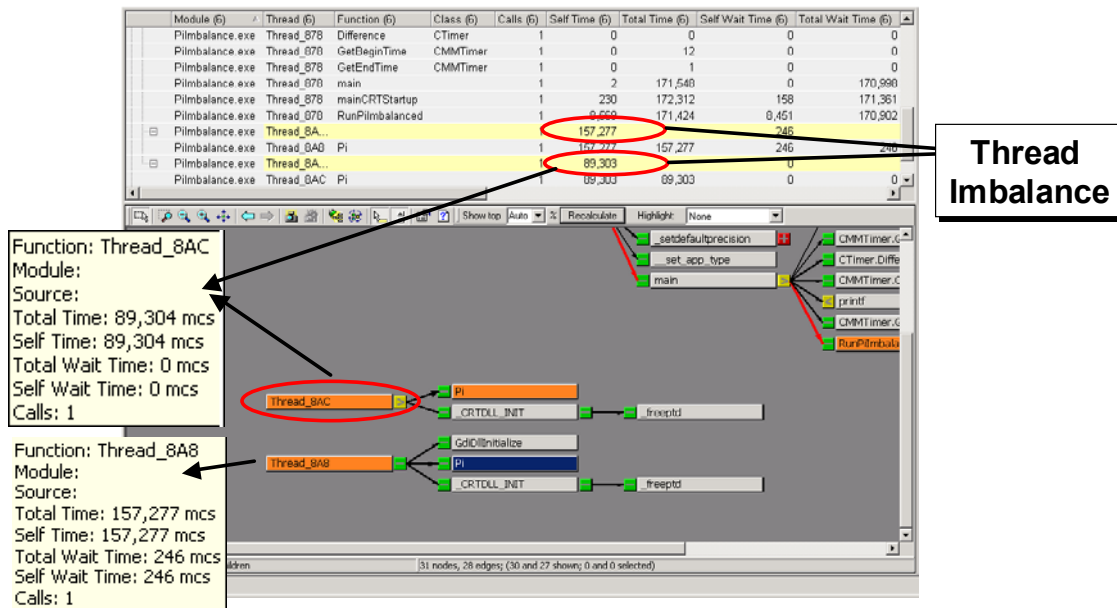 Module (6) Thread (6) Function (6) Class (6) Calls (6) Self Time (6) Total Time (6) Self Wait Time (6) Total Wait Time (6)
PiImbalance.exe Thread_878 Difference CTimer 1 0 0 0 0
PiImbalance.exe Thread_878 GetBeginTime CMMTimer 1 0 12 0 0
PiImbalance.exe Thread_878 GetEndTime CMMTimer 1 0 1 0 0
PiImbalance.exe Thread_878 main 1 2 171,548 0 170,998
PiImbalance.exe Thread_878 mainCRTStartup 1 230 172,312 158 171,361
PiImbalance.exe Thread_878 RunPiImbalanced 1 171,424 8,451 170,902
PiImbalance.exe Thread_8A... 1 157,277 246
PiImbalance.exe Thread_8A8 Pi 1 157,277 157,277 246 246
PiImbalance.exe Thread_8A... 1 89,303 0
PiImbalance.exe Thread_8AC Pi 1 89,303 89,303 0 0
Thread
Imbalance
Show top Auto % Recalculate Highlight: None
_setdefaultprecision
__set_app_type
main
CMMTimer.G
CTimer.Diffe
CMMTimer.C
printf
CMMTimer.G
RunPiImbala
Function: Thread_8AC
Module:
Source:
Total Time: 89,304 mcs
Self Time: 89,304 mcs
Total Wait Time: 0 mcs
Self Wait Time: 0 mcs
Calls: 1
Thread_8AC
Pi
_CRTDLL_INIT
_freeptd
Thread_8A8
GdiDllInitialize
Pi
_CRTDLL_INIT
_freeptd
Function: Thread_8A8
Module:
Source:
Total Time: 157,277 mcs
Self Time: 157,277 mcs
Total Wait Time: 246 mcs
Self Wait Time: 246 mcs
Calls: 1
ildren
31 nodes, 28 edges; (30 and 27 shown; 0 and 0 selected)